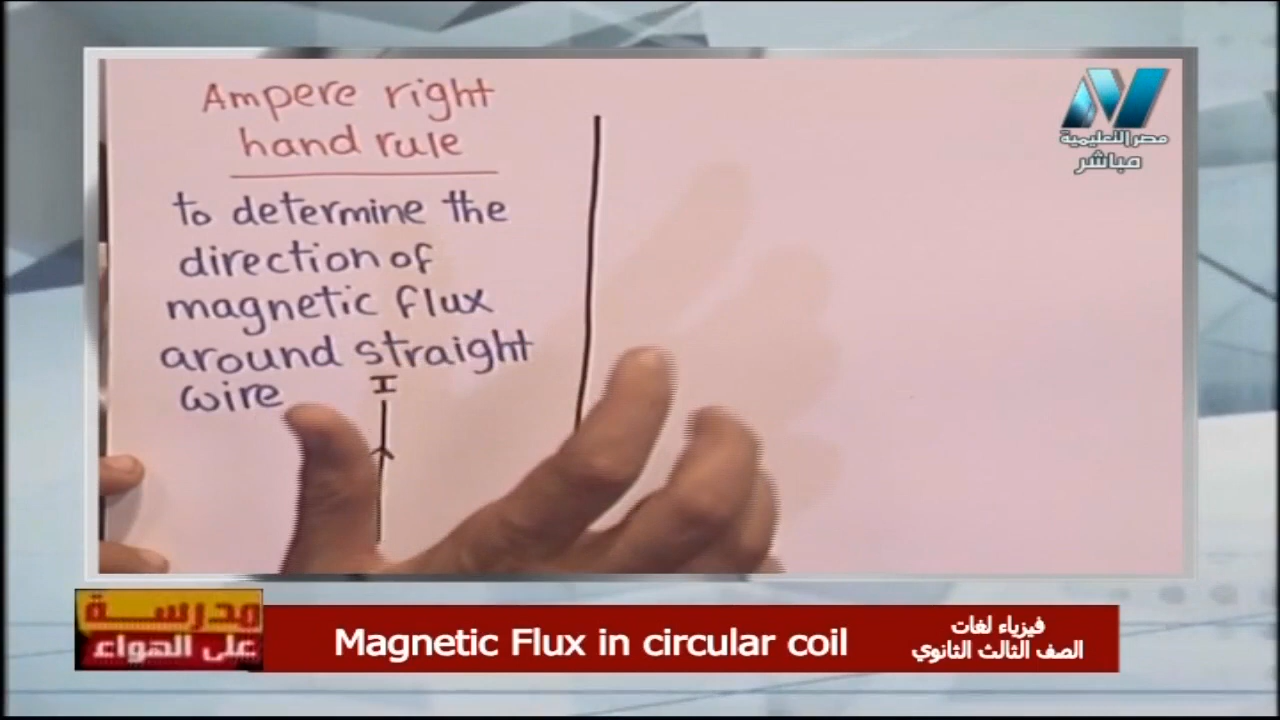 Ampere right
hand rule
to determine the
direction of
magnetic flux
around straight
wire
I
مصر التعليمية
مباشر
مدرسة
على الهواء
Magnetic Flux in circular coil
فيزياء لغات
الصف الثالث الثانوي